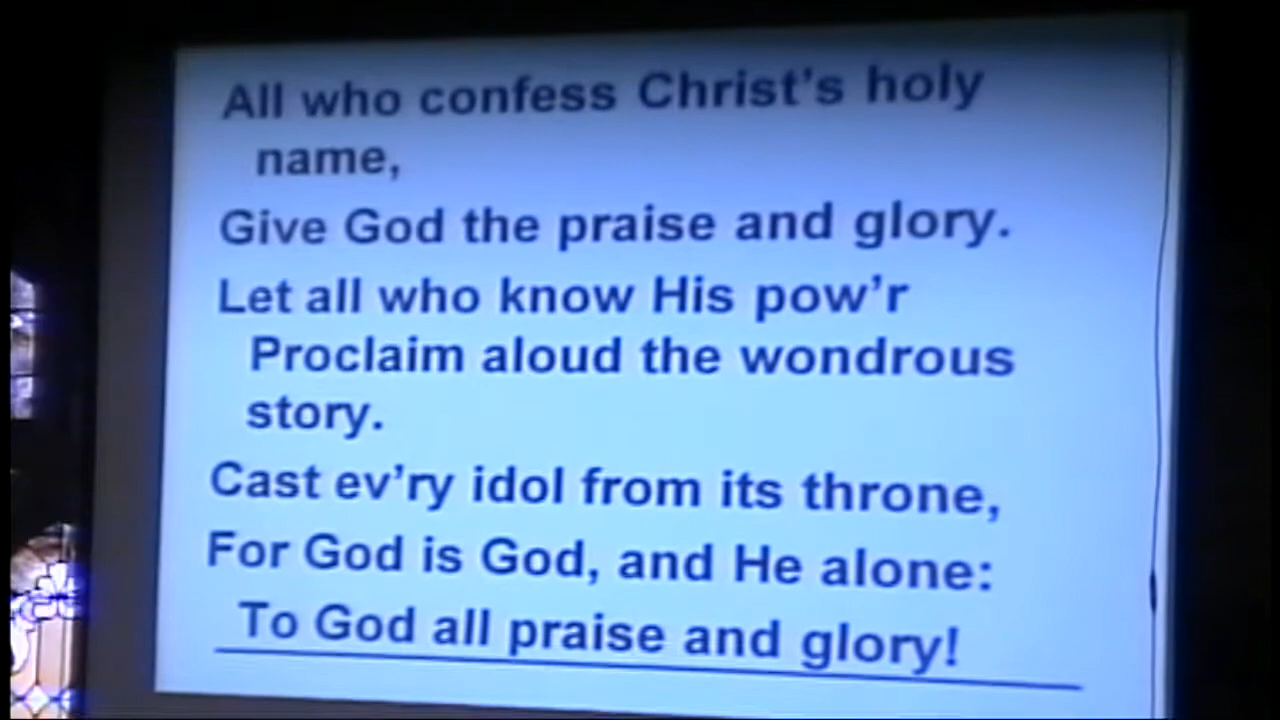 All who confess Christ's holy
name,
Give God the praise and glory.
Let all who know His pow'r
Proclaim aloud the wondrous
story.
Cast ev'ry idol from its throne,
For God is God, and He alone:
To God all praise and glory!